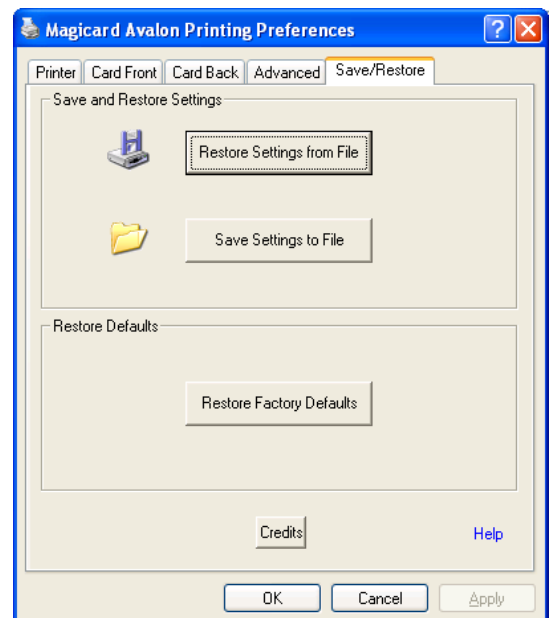 Magicard Avalon Printing Preferences
Printer Card Front Card Back Advanced Save/Restore
Save and Restore Settings
Restore Settings from File
Save Settings to File
Restore Defaults
Restore Factory Defaults
Credits
Help
OK Cancel Apply